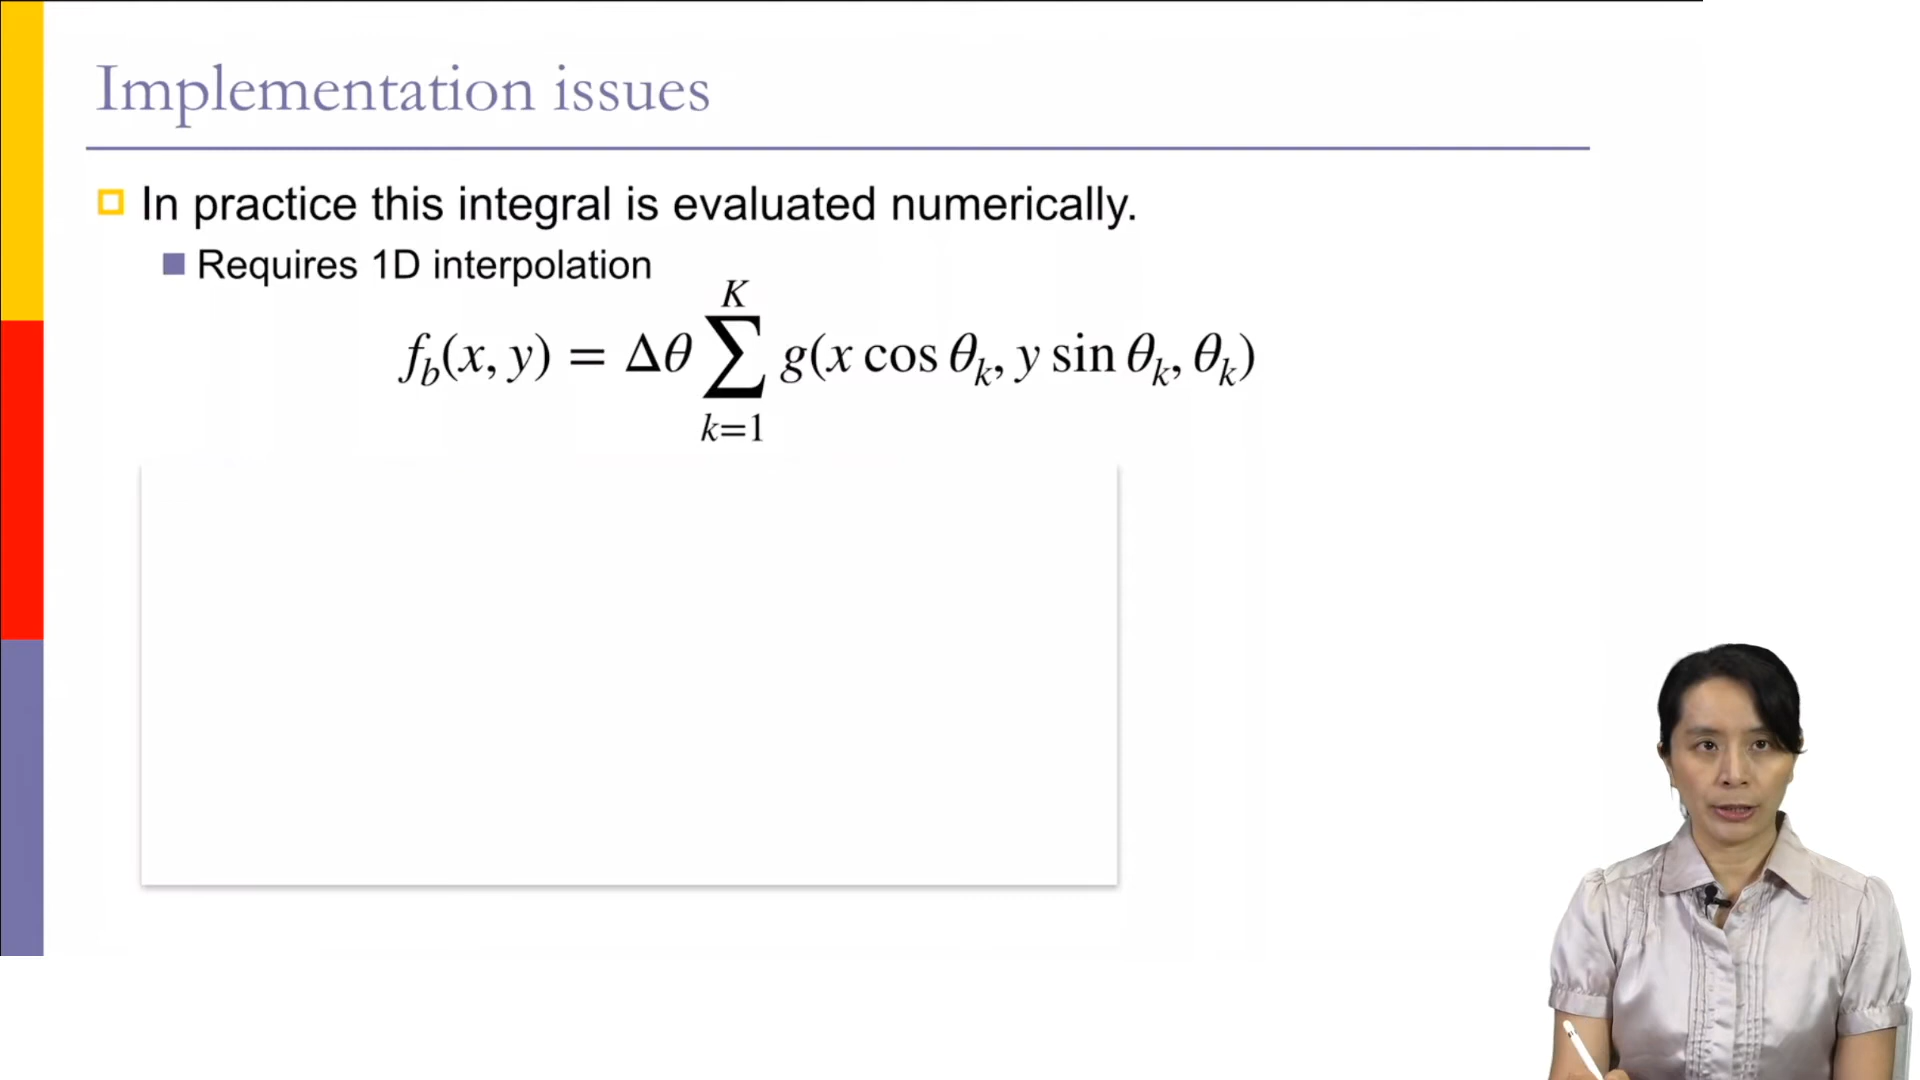 Implementation issues
In practice this integral is evaluated numerically.
Requires 1D interpolation
f_b(x, y) = Δθ ∑_{k=1}^{K} g(x cos θ_k, y sin θ_k, θ_k)